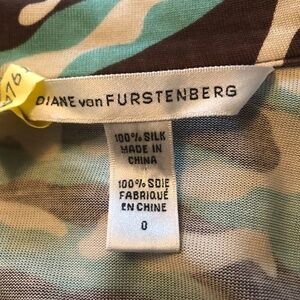 DIANE von FURSTENBERG
100% SILK
MADE IN
CHINA
100% SOIE
FABRIQUÉ
EN CHINE
0